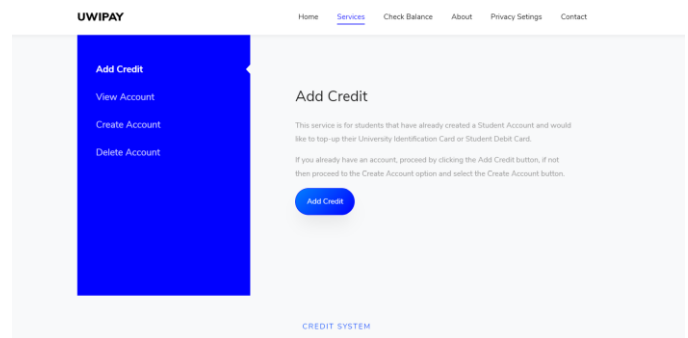 UWIPAY
Home Services Check Balance About Privacy Setings Contact
Add Credit
View Account
Create Account
Delete Account
Add Credit
This service is for students that have already created a Student Account and would
like to top-up their University Identification Card or Student Debit Card.
If you already have an account, proceed by clicking the Add Credit button, if not
then proceed to the Create Account option and select the Create Account button.
Add Credit
CREDIT SYSTEM